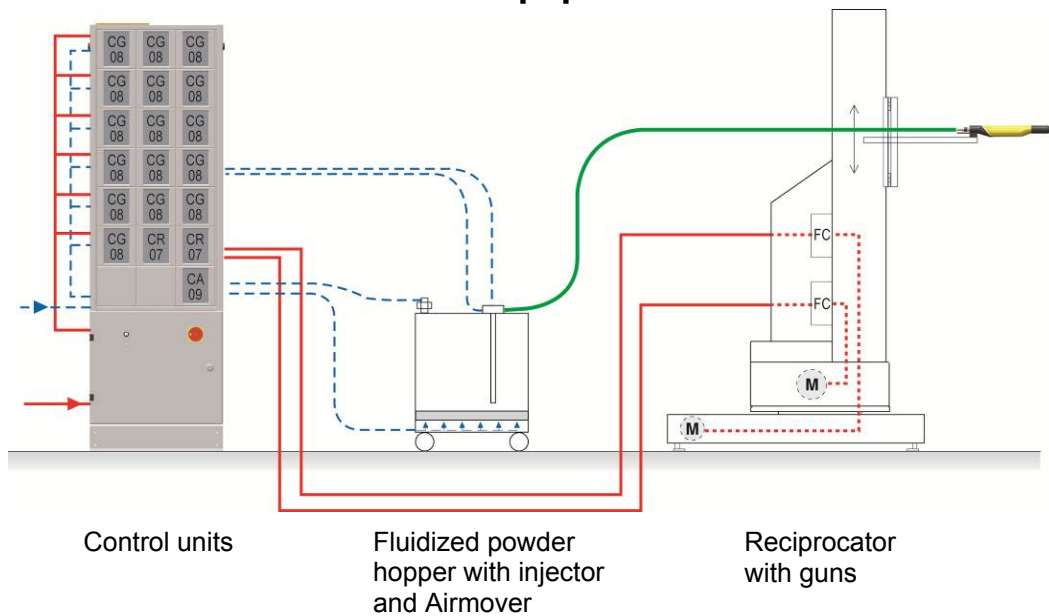 CG 08 CG 08 CG 08
CG 08 CG 08 CG 08
CG 08 CG 08 CG 08
CG 08 CG 08 CG 08
CG 08 CG 08 CG 08
CG 08 CR 07 CR 07
CA 09
FC
FC
M
M
Control units
Fluidized powder
hopper with injector
and Airmover
Reciprocator
with guns